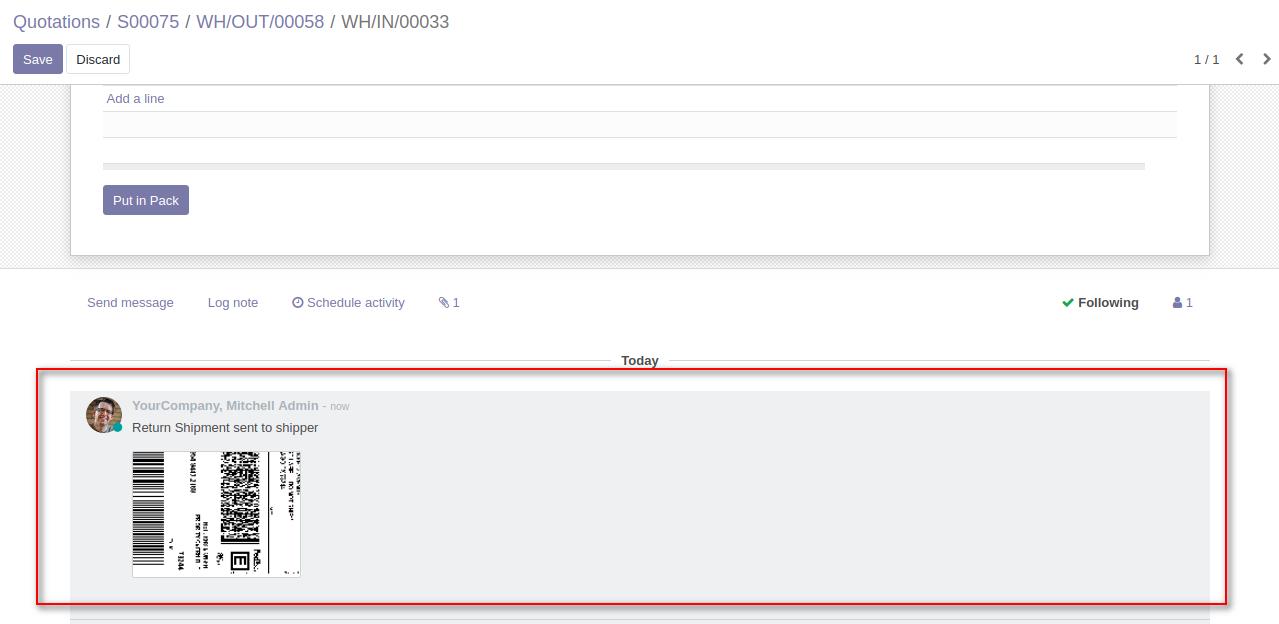 Quotations / S00075 / WH/OUT/00058 / WH/IN/00033
Save Discard 1 / 1
Add a line
Put in Pack
Send message Log note Schedule activity 1 Following 1
Today
YourCompany, Mitchell Admin - now
Return Shipment sent to shipper
E